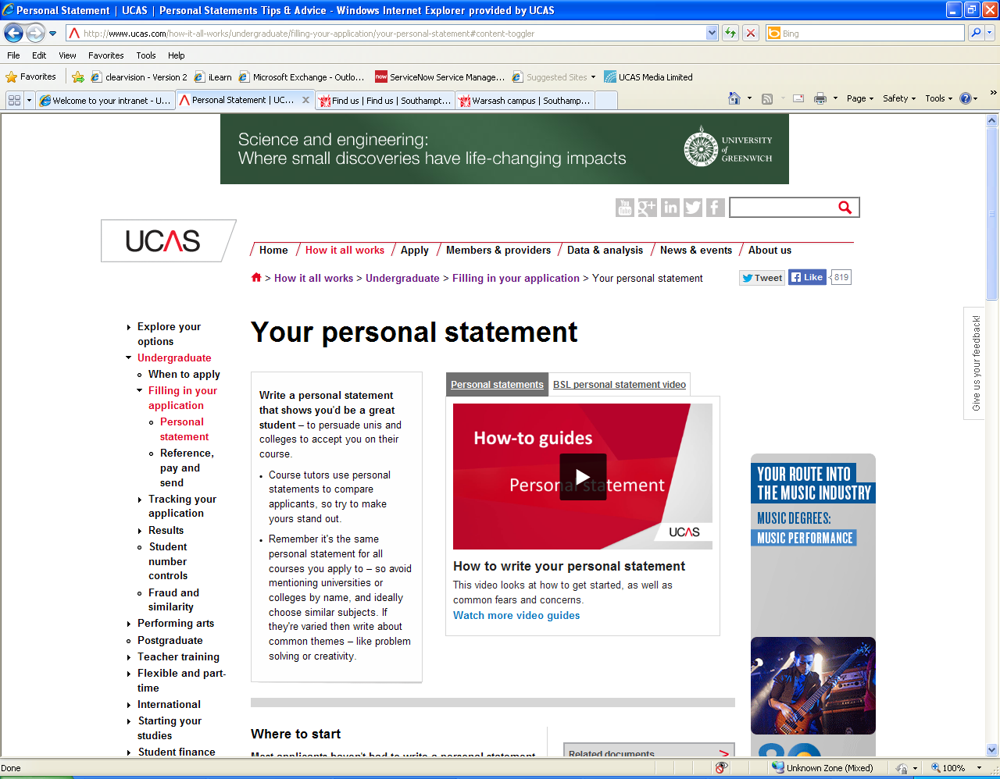 Personal Statement | UCAS | Personal Statements Tips & Advice - Windows Internet Explorer provided by UCAS
http://www.ucas.com/how-it-all-works/undergraduate/filling-your-application/your-personal-statement#content-toggler
Bing
File Edit View Favorites Tools Help
Favorites clearvision - Version 2 iLearn Microsoft Exchange - Outlo... now ServiceNow Service Manage... Suggested Sites UCAS Media Limited
Welcome to your intranet - U... Personal Statement | UC... Find us | Find us | Southampt... Warsash campus | Southamp... Page Safety Tools
Science and engineering:
Where small discoveries have life-changing impacts
UNIVERSITY
of
GREENWICH
You Tube g+ in f
UCAS
Home How it all works Apply Members & providers Data & analysis News & events About us
> How it all works > Undergraduate > Filling in your application > Your personal statement
Tweet Like 819
Give us your feedback!
Explore your
options
Undergraduate
When to apply
Filling in your
application
Personal
statement
Reference,
pay and
send
Tracking your
application
Results
Student
number
controls
Fraud and
similarity
Performing arts
Postgraduate
Teacher training
Flexible and part-
time
International
Starting your
studies
Student finance
Your personal statement
Write a personal statement
that shows you'd be a great
student – to persuade unis and
colleges to accept you on their
course.
Course tutors use personal
statements to compare
applicants, so try to make
yours stand out.
Remember it's the same
personal statement for all
courses you apply to – so avoid
mentioning universities or
colleges by name, and ideally
choose similar subjects. If
they're varied then write about
common themes – like problem
solving or creativity.
Personal statements BSL personal statement video
How-to guides
Personal statement
UCAS
How to write your personal statement
This video looks at how to get started, as well as
common fears and concerns.
Watch more video guides
YOUR ROUTE INTO
THE MUSIC INDUSTRY
MUSIC DEGREES:
MUSIC PERFORMANCE
Where to start
Most applicants haven't had to write a personal statement
Related documents
Done Unknown Zone (Mixed) 100%